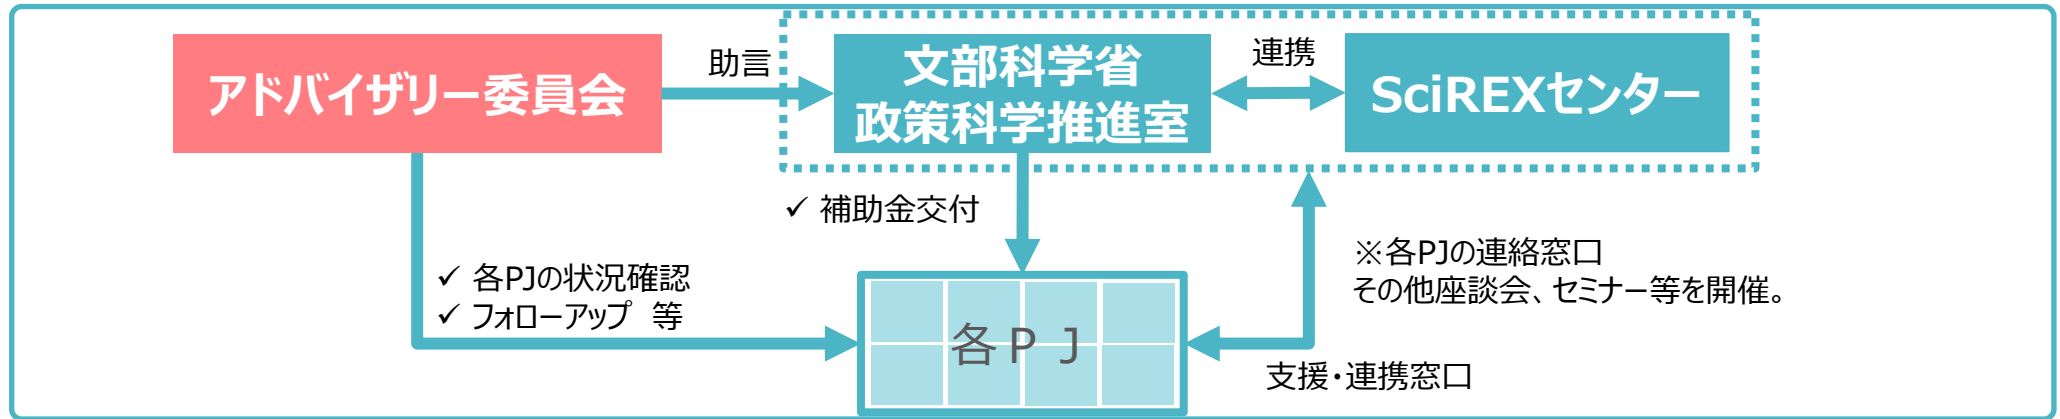 アドバイザリー委員会
助言
文部科学省
政策科学推進室
連携
SciREXセンター
✓ 補助金交付
✓ 各PJの状況確認
✓ フォローアップ 等
※各PJの連絡窓口
その他座談会、セミナー等を開催。
各ＰＪ
支援・連携窓口